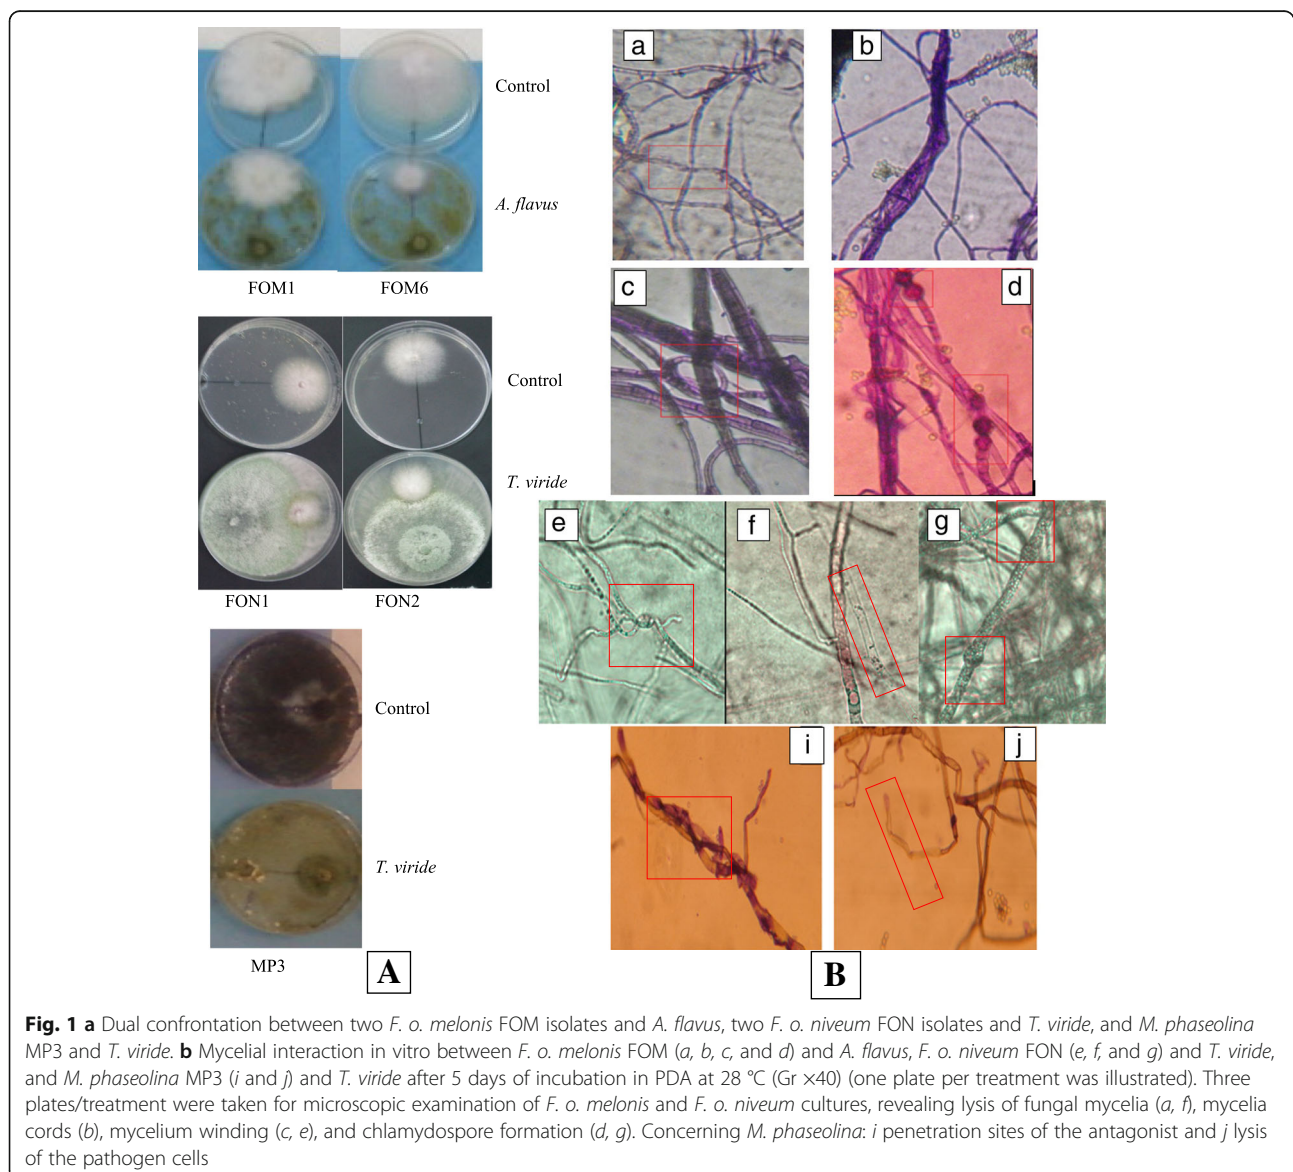 Control
A. flavus
FOM1 FOM6
Control
T. viride
FON1 FON2
Control
T. viride
MP3
A
a b
c d
e f g
i j
B
Fig. 1 a Dual confrontation between two F. o. melonis FOM isolates and A. flavus, two F. o. niveum FON isolates and T. viride, and M. phaseolina
MP3 and T. viride. b Mycelial interaction in vitro between F. o. melonis FOM (a, b, c, and d) and A. flavus, F. o. niveum FON (e, f, and g) and T. viride,
and M. phaseolina MP3 (i and j) and T. viride after 5 days of incubation in PDA at 28 °C (Gr ×40) (one plate per treatment was illustrated). Three
plates/treatment were taken for microscopic examination of F. o. melonis and F. o. niveum cultures, revealing lysis of fungal mycelia (a, f), mycelia
cords (b), mycelium winding (c, e), and chlamydospore formation (d, g). Concerning M. phaseolina: i penetration sites of the antagonist and j lysis
of the pathogen cells